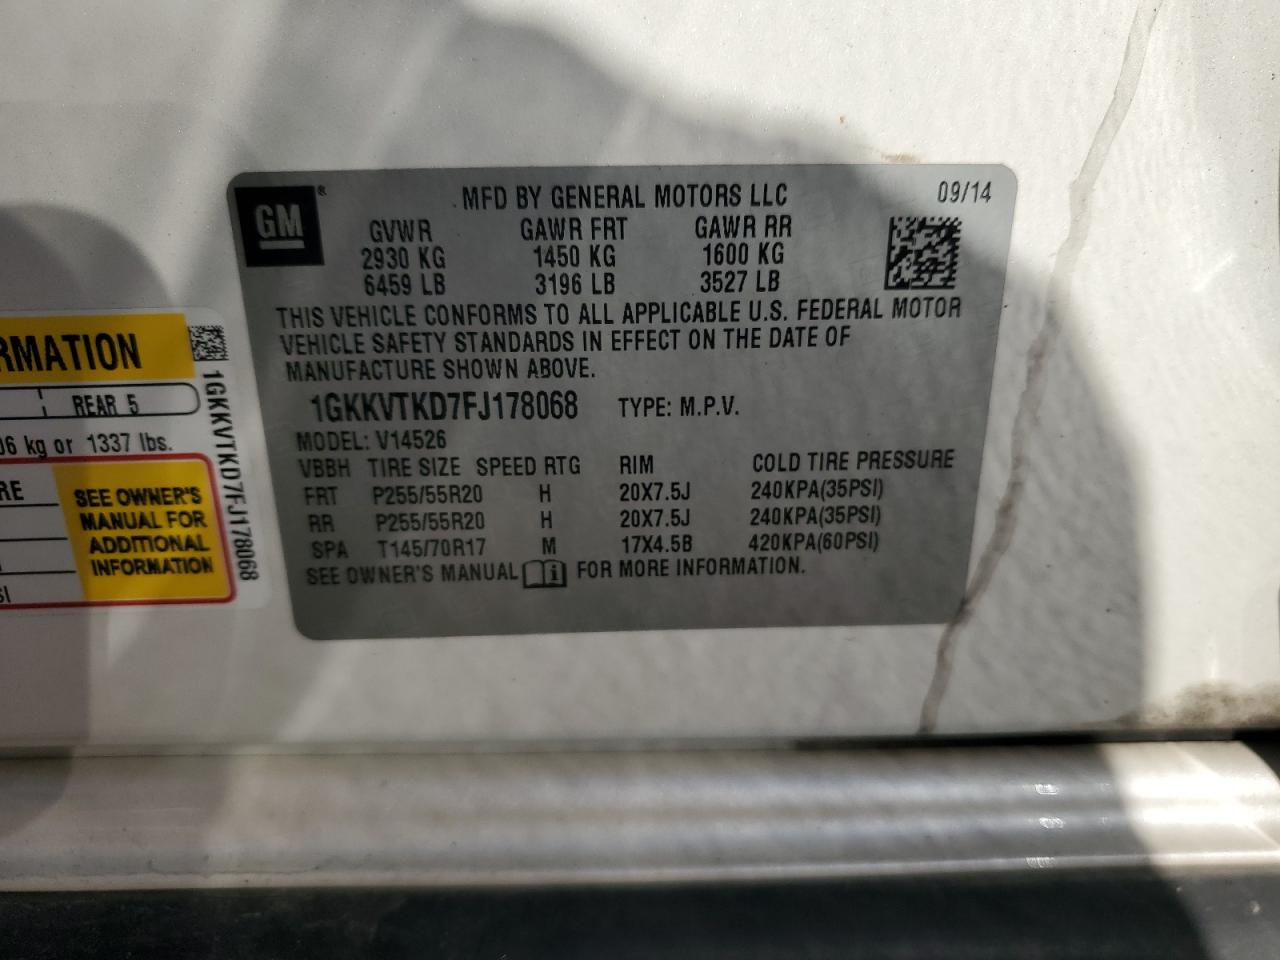 GM ®
MFD BY GENERAL MOTORS LLC 09/14
GVWR GAWR FRT GAWR RR
2930 KG 1450 KG 1600 KG
6459 LB 3196 LB 3527 LB
THIS VEHICLE CONFORMS TO ALL APPLICABLE U.S. FEDERAL MOTOR
VEHICLE SAFETY STANDARDS IN EFFECT ON THE DATE OF
MANUFACTURE SHOWN ABOVE.
1GKKVTKD7FJ178068 TYPE: M.P.V.
MODEL: V14526
VBBH TIRE SIZE SPEED RTG RIM COLD TIRE PRESSURE
FRT P255/55R20 H 20X7.5J 240KPA(35PSI)
RR P255/55R20 H 20X7.5J 240KPA(35PSI)
SPA T145/70R17 M 17X4.5B 420KPA(60PSI)
SEE OWNER'S MANUAL i FOR MORE INFORMATION.
RMATION
REAR 5
06 kg or 1337 lbs.
RE
SEE OWNER'S
MANUAL FOR
ADDITIONAL
INFORMATION
SI
1GKKVTKD7FJ178068